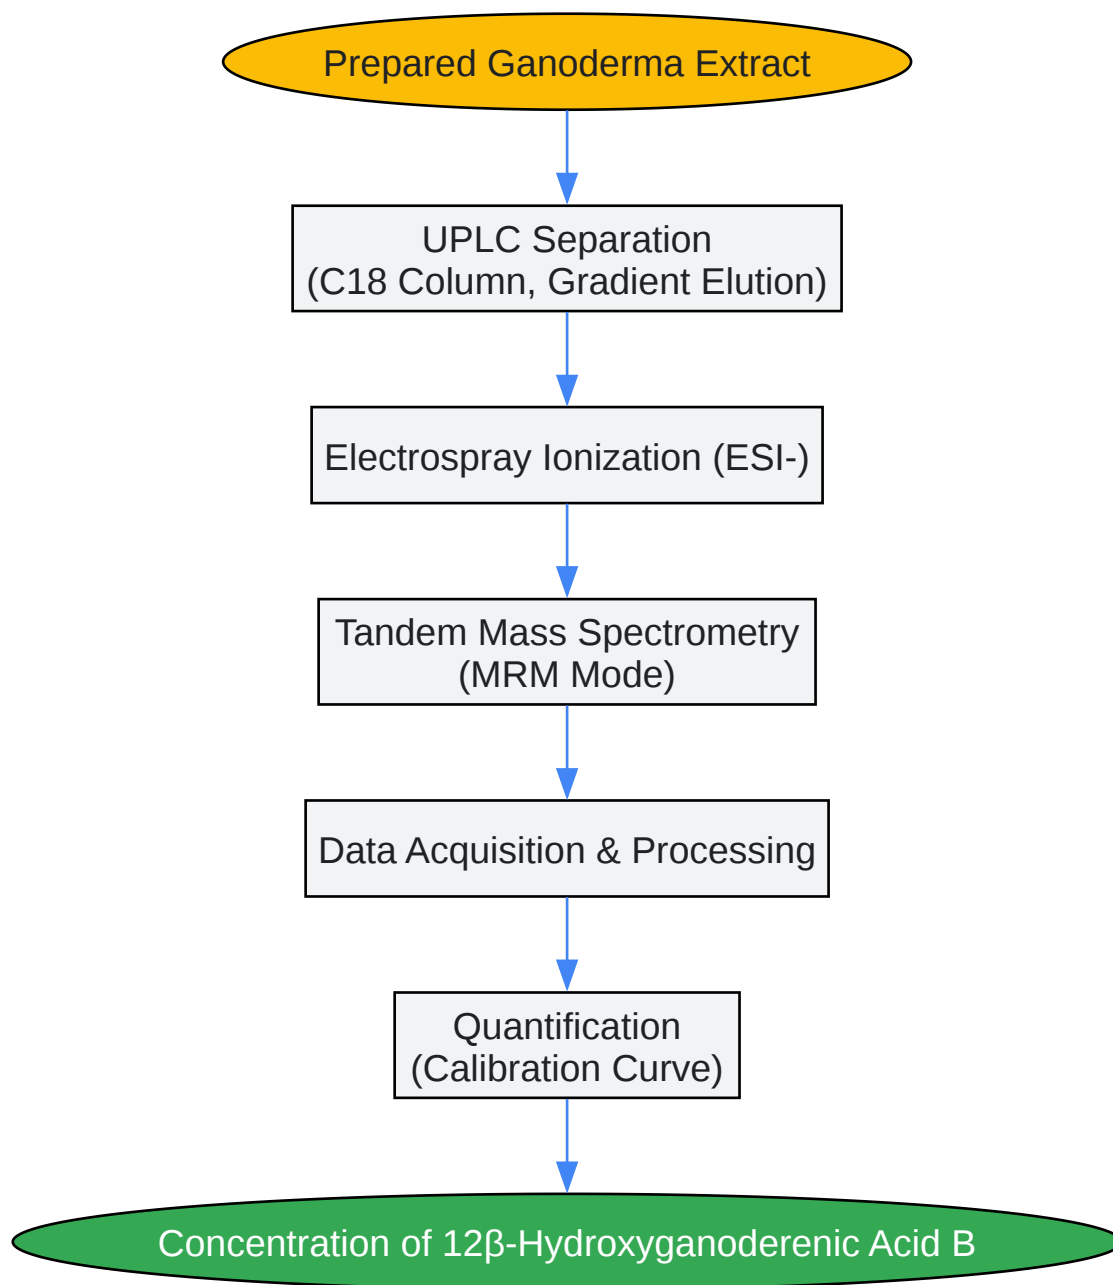 Prepared Ganoderma Extract
UPLC Separation
(C18 Column, Gradient Elution)
Electrospray Ionization (ESI-)
Tandem Mass Spectrometry
(MRM Mode)
Data Acquisition & Processing
Quantification
(Calibration Curve)
Concentration of 12β-Hydroxyganoderenic Acid B